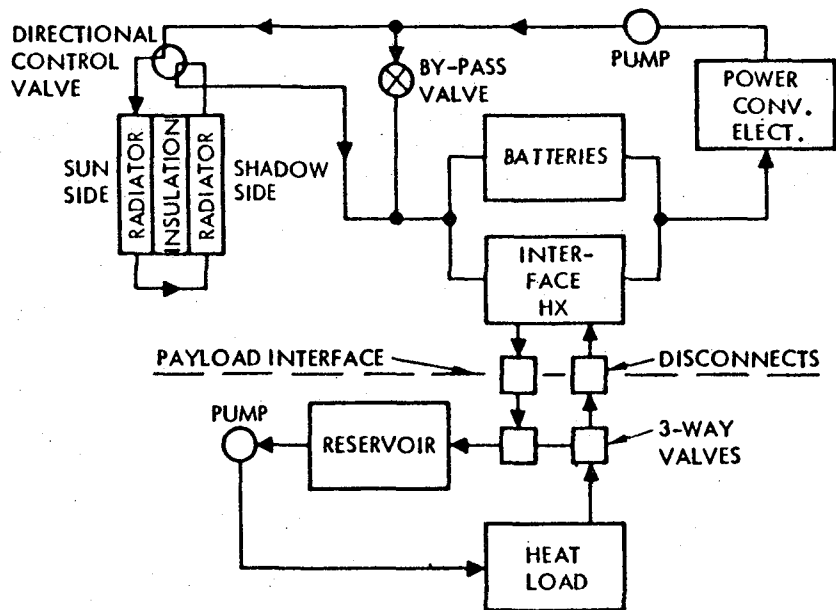 DIRECTIONAL
CONTROL
VALVE
BY-PASS
VALVE
PUMP
POWER
CONV.
ELECT.
SUN
SIDE
RADIATOR
INSULATION
RADIATOR
SHADOW
SIDE
BATTERIES
INTER-
FACE
HX
PAYLOAD INTERFACE
DISCONNECTS
PUMP
RESERVOIR
3-WAY
VALVES
HEAT
LOAD